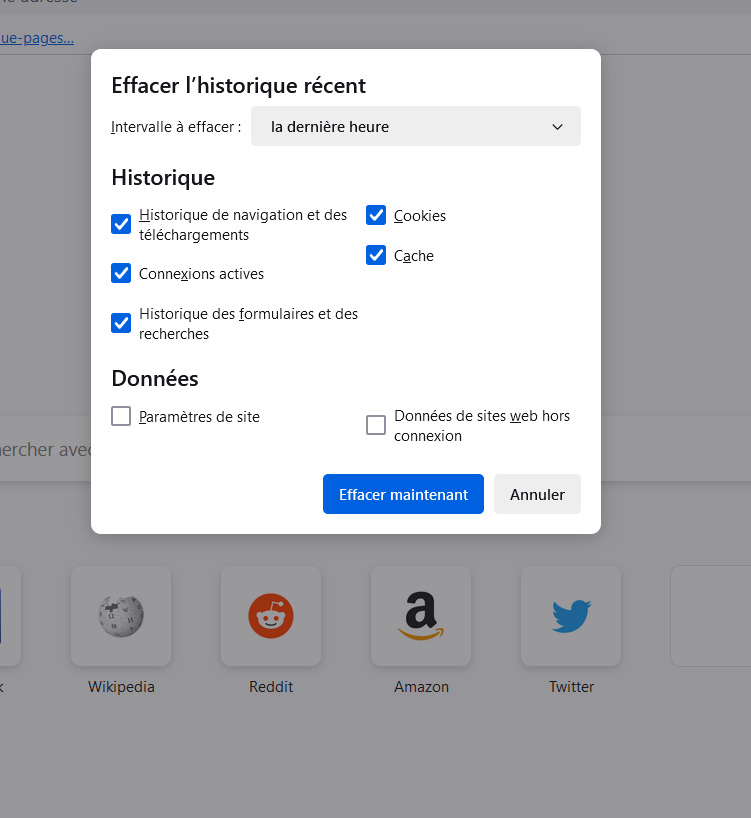 ue-pages...
Effacer l’historique récent
Intervalle à effacer : la dernière heure
Historique
Historique de navigation et des
téléchargements
Cookies
Cache
Connexions actives
Historique des formulaires et des
recherches
Données
Paramètres de site
Données de sites web hors
connexion
ercher avec
Effacer maintenant
Annuler
Wikipedia
Reddit
Amazon
Twitter